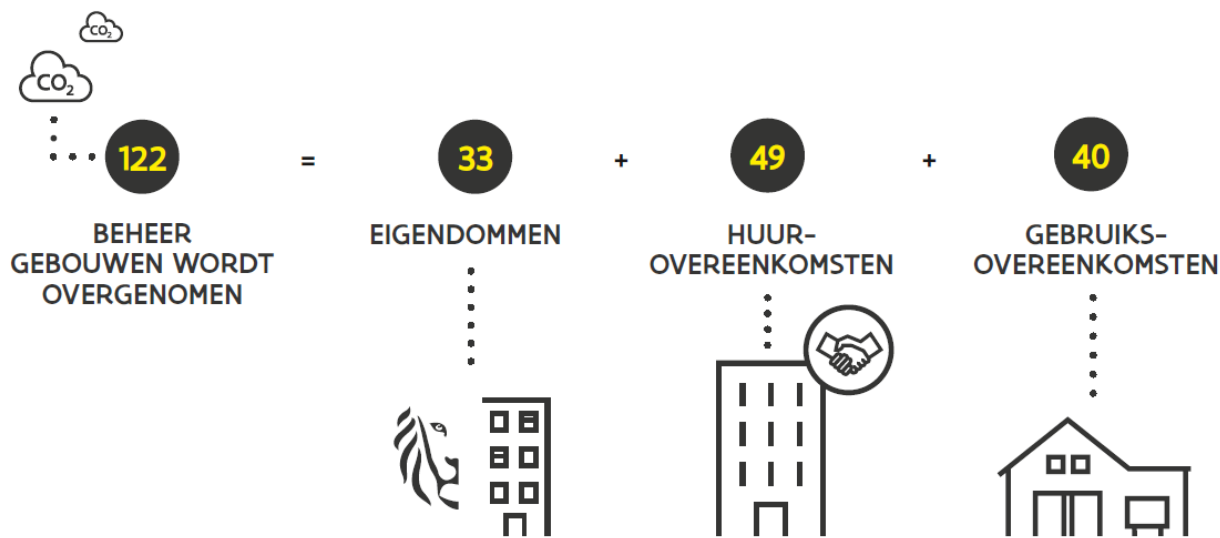 CO₂
CO₂
122 = 33 + 49 + 40
BEHEER
GEBOUWEN WORDT
OVERGENOMEN
EIGENDOMMEN
HUUR-
OVEREENKOMSTEN
GEBRUIKS-
OVEREENKOMSTEN